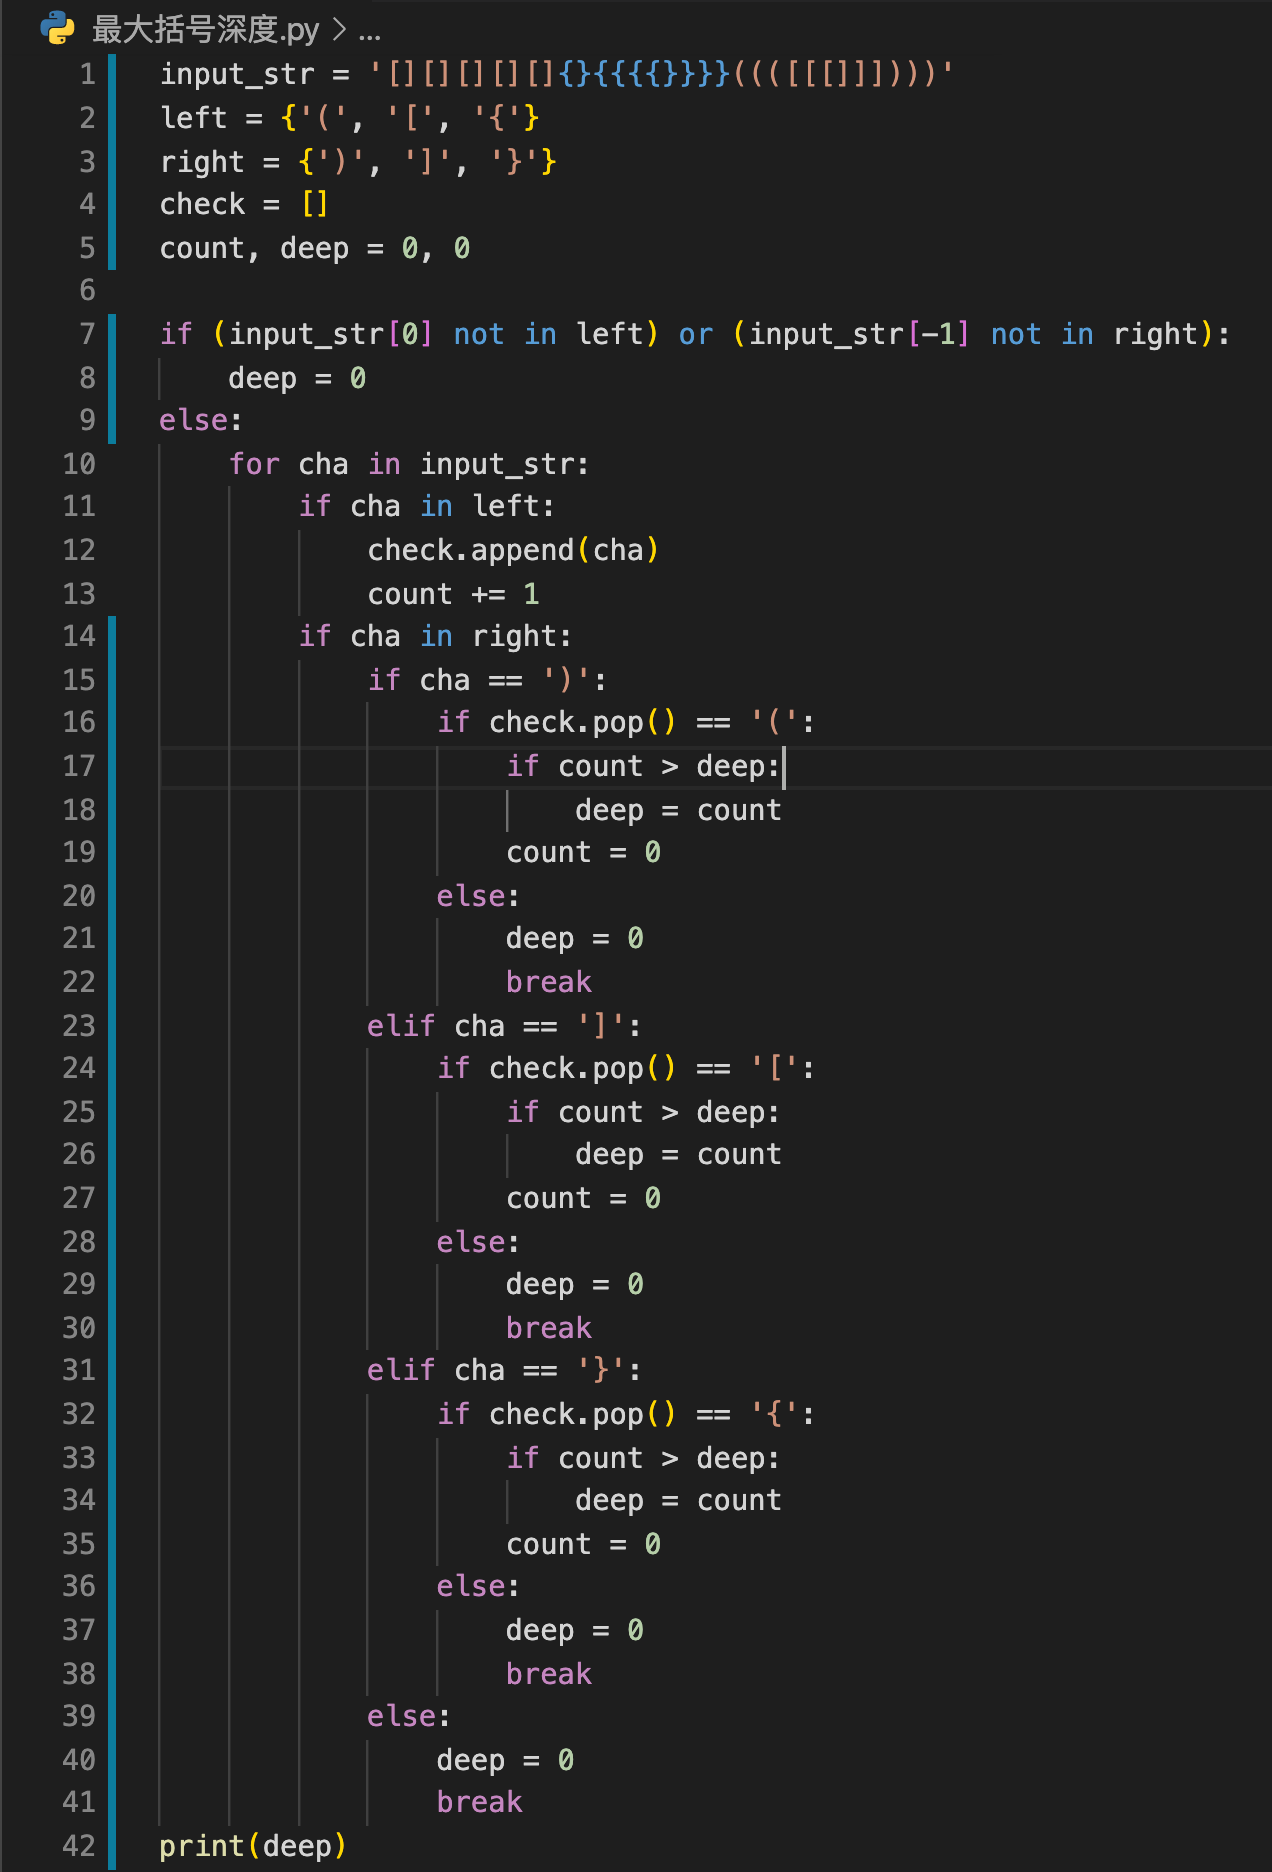 最大括号深度.py > ...
1 input_str = '[][][][][]{}{{{{}}}}((([[[]]])))'
2 left = {'(', '[', '{'}
3 right = {')', ']', '}'}
4 check = []
5 count, deep = 0, 0
6
7 if (input_str[0] not in left) or (input_str[-1] not in right):
8     deep = 0
9 else:
10     for cha in input_str:
11         if cha in left:
12             check.append(cha)
13             count += 1
14         if cha in right:
15             if cha == ')':
16                 if check.pop() == '(':
17                     if count > deep:
18                         deep = count
19                     count = 0
20                 else:
21                     deep = 0
22                     break
23             elif cha == ']':
24                 if check.pop() == '[':
25                     if count > deep:
26                         deep = count
27                     count = 0
28                 else:
29                     deep = 0
30                     break
31             elif cha == '}':
32                 if check.pop() == '{':
33                     if count > deep:
34                         deep = count
35                     count = 0
36                 else:
37                     deep = 0
38                     break
39             else:
40                 deep = 0
41                 break
42 print(deep)